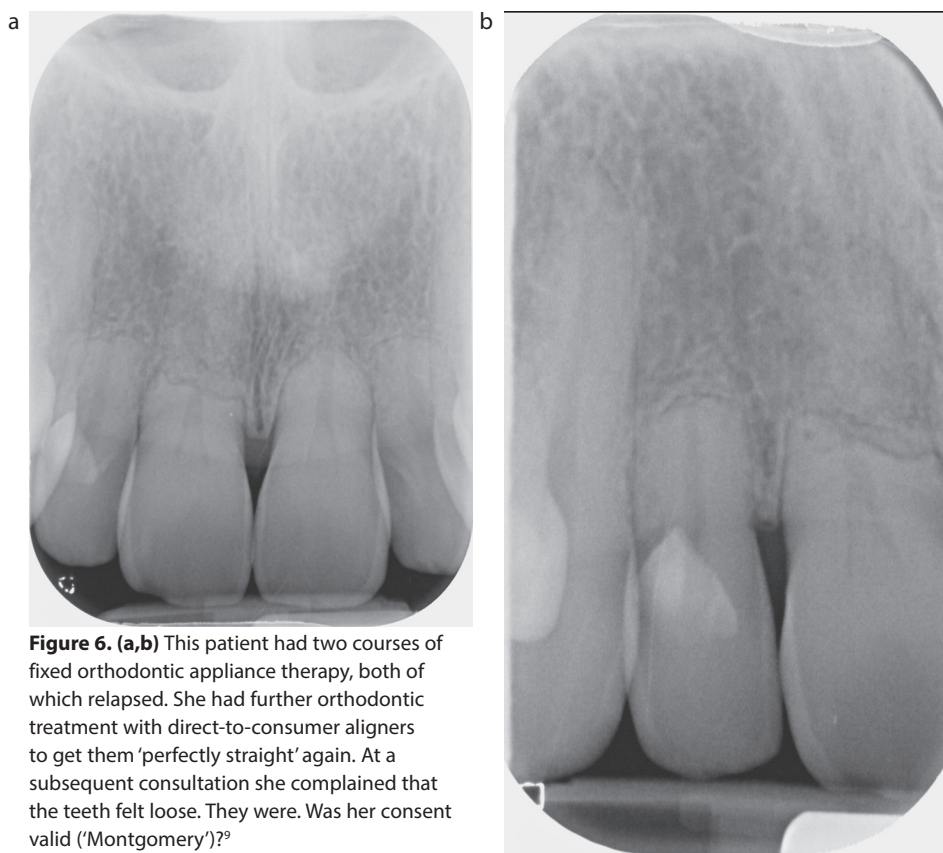 a
b
Figure 6. (a,b) This patient had two courses of
fixed orthodontic appliance therapy, both of
which relapsed. She had further orthodontic
treatment with direct-to-consumer aligners
to get them ‘perfectly straight’ again. At a
subsequent consultation she complained that
the teeth felt loose. They were. Was her consent
valid (‘Montgomery’)?⁹